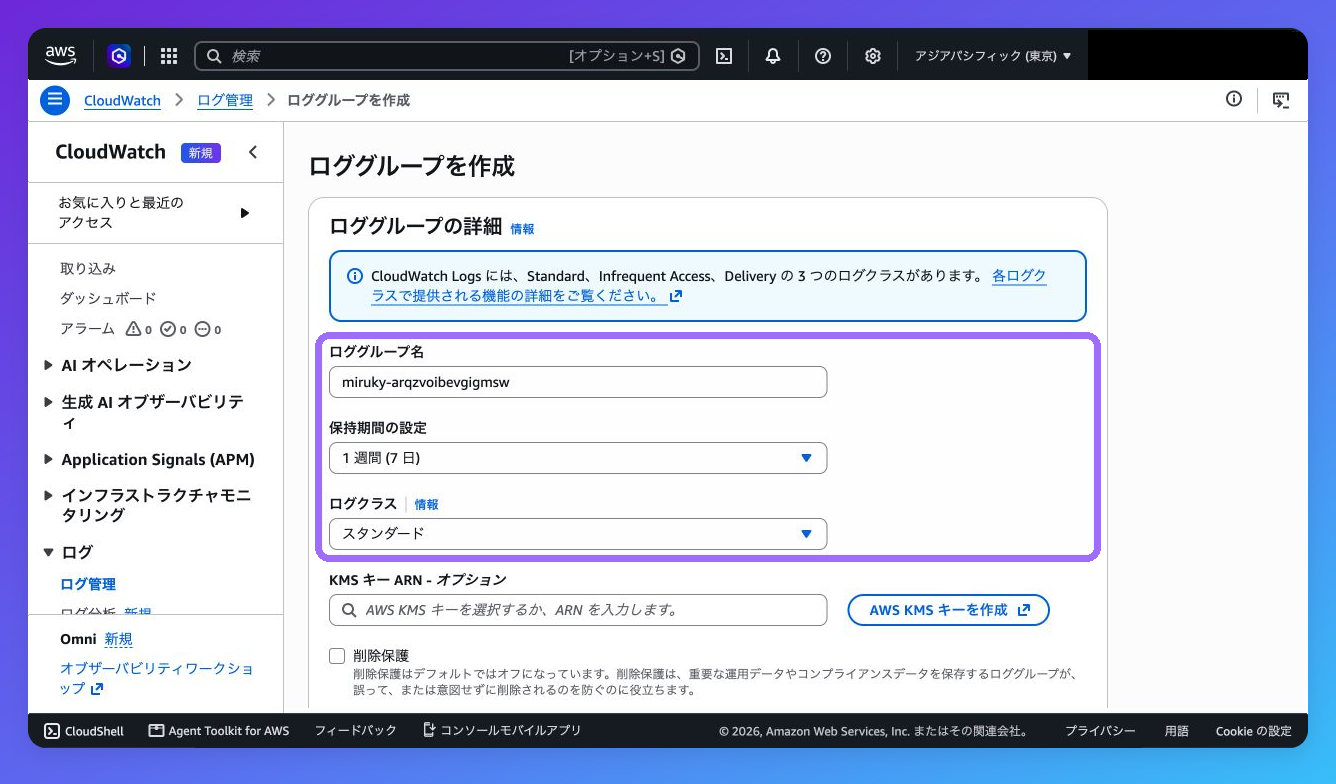 aws
検索
[オプション+S]
アジアパシフィック (東京)
CloudWatch
ログ管理
ロググループを作成
CloudWatch 新規
お気に入りと最近の
アクセス
取り込み
ダッシュボード
アラーム 0 0 0
AI オペレーション
生成 AI オブザーバビリテ
ィ
Application Signals (APM)
インフラストラクチャモニ
タリング
ログ
ログ管理
ログ分析 新規
Omni 新規
オブザーバビリティワークショ
ップ
ロググループを作成
ロググループの詳細 情報
CloudWatch Logs には、Standard、Infrequent Access、Delivery の 3 つのログクラスがあります。 各ログク
ラスで提供される機能の詳細をご覧ください。
ロググループ名
miruky-arqzvoibevgigmsw
保持期間の設定
1 週間 (7 日)
ログクラス 情報
スタンダード
KMS キー ARN - オプション
AWS KMS キーを選択するか、ARN を入力します。
AWS KMS キーを作成
削除保護
削除保護はデフォルトではオフになっています。削除保護は、重要な運用データやコンプライアンスデータを保存するロググループが、
誤って、または意図せずに削除されるのを防ぐのに役立ちます。
CloudShell
Agent Toolkit for AWS
フィードバック
コンソールモバイルアプリ
© 2026, Amazon Web Services, Inc. またはその関連会社。
プライバシー
用語
Cookie の設定